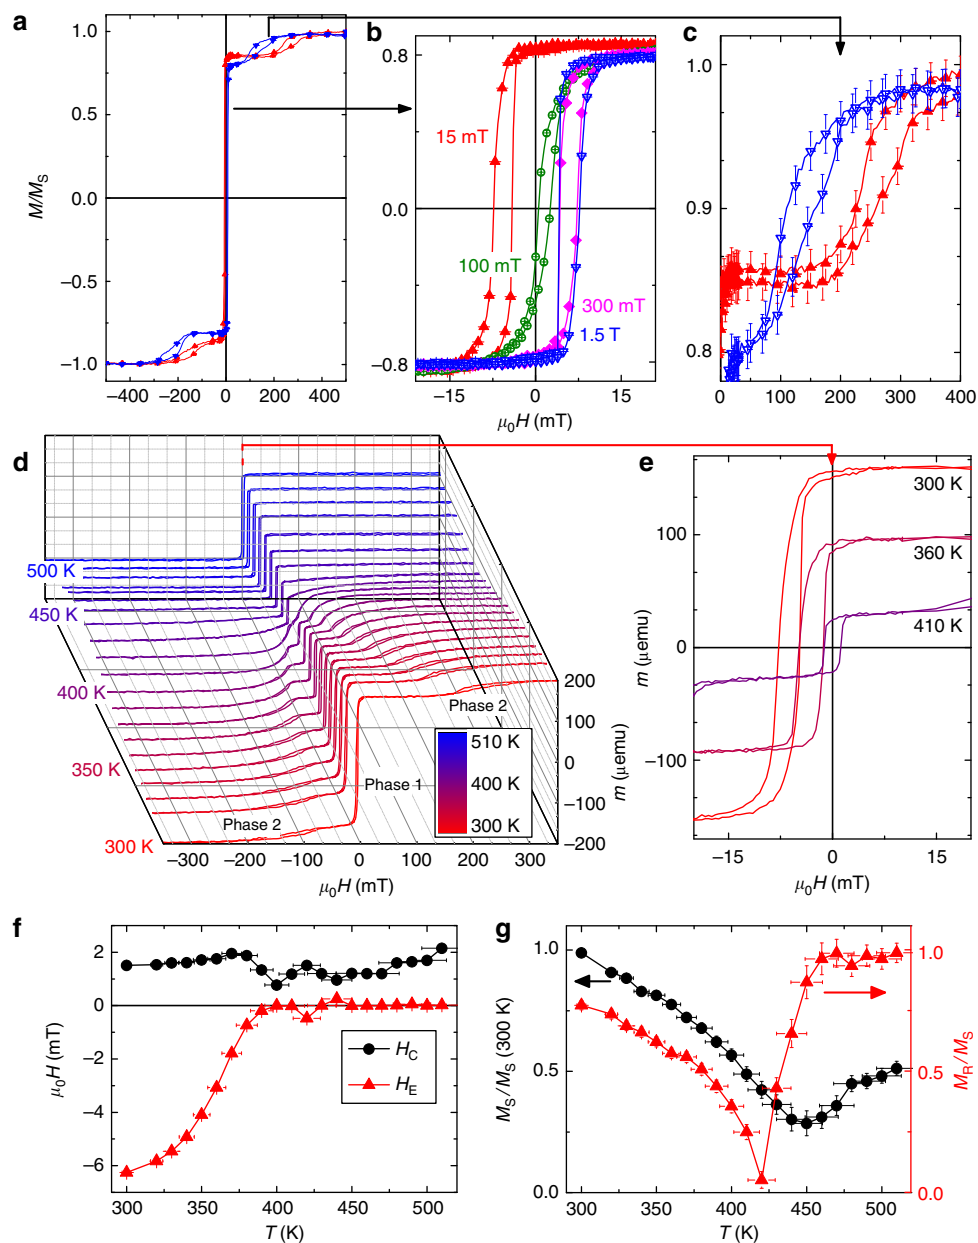 a
1.0
0.5
0.0
−0.5
−1.0
M/MS
−400 −200 0 200 400
b
0.8
0.0
−0.8
15 mT
100 mT
300 mT
1.5 T
−15 0 15
μ0H (mT)
c
1.0
0.9
0.8
0 100 200 300 400
d
500 K
450 K
400 K
350 K
300 K
Phase 2
Phase 1
Phase 2
510 K
400 K
300 K
200
100
0
−100
−200
m (μemu)
−300 −200 −100 0 100 200 300
μ0H (mT)
e
300 K
360 K
410 K
100
0
−100
m (μemu)
−15 0 15
μ0H (mT)
f
2
0
−2
−4
−6
μ0H (mT)
HC
HE
300 350 400 450 500
T (K)
g
1.0
0.5
0.0
MS/MS (300 K)
1.0
0.5
0.0
MR/MS
300 350 400 450 500
T (K)